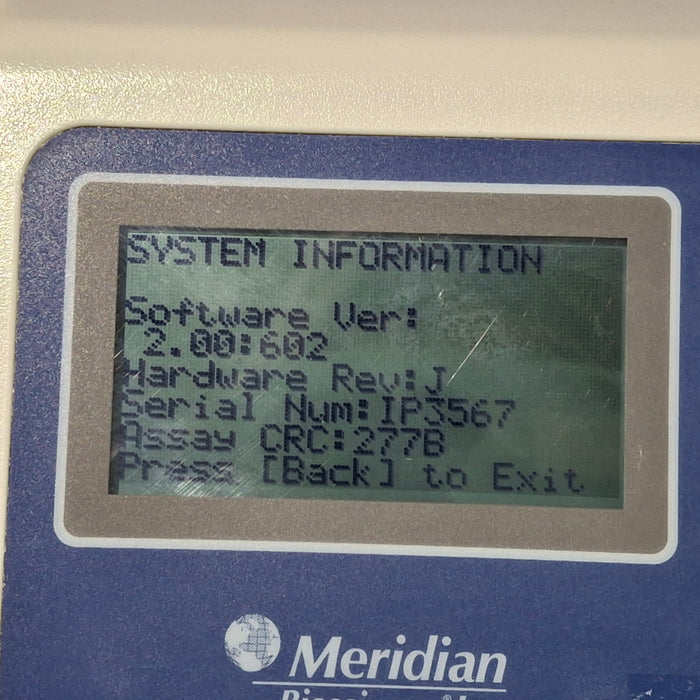 SYSTEM INFORMATION
Software Ver:
2.00:602
Hardware Rev:J
Serial Num:IP3567
Assay CRC:277B
Press [Back] to Exit
Meridian